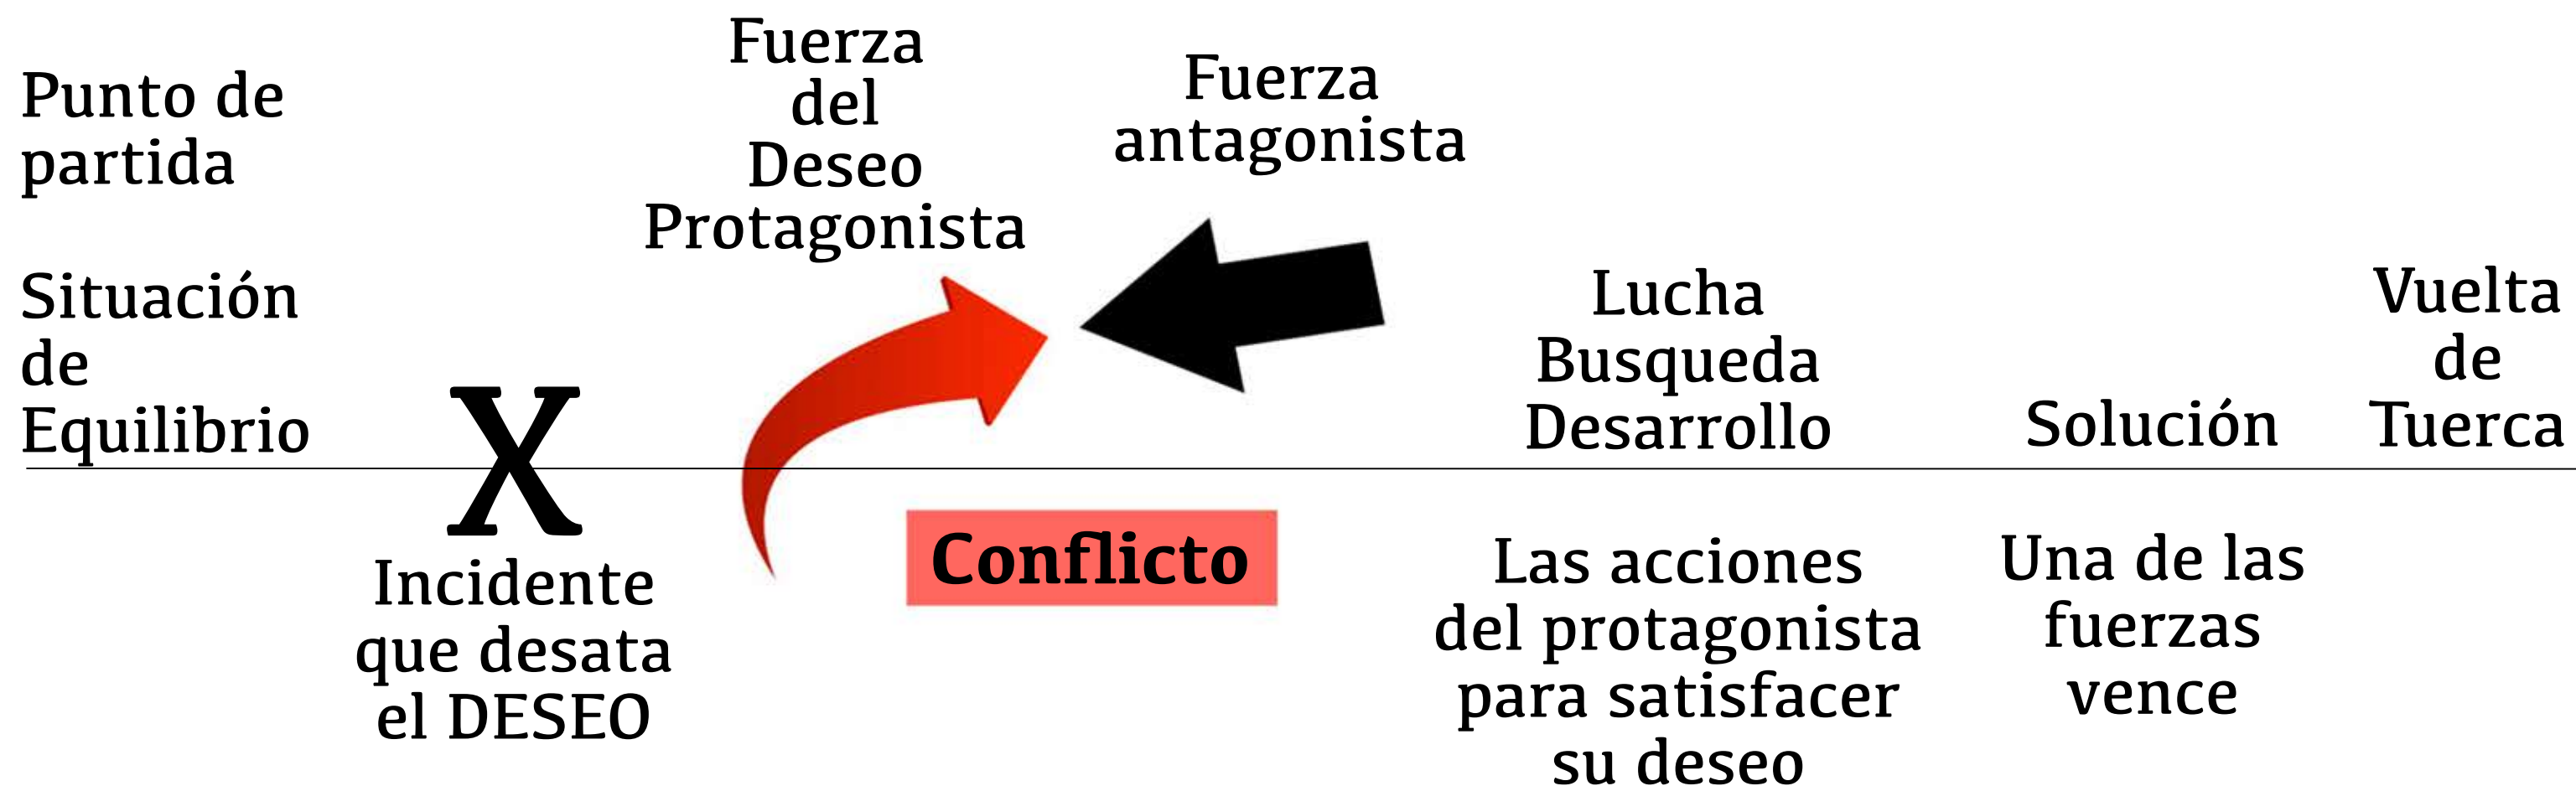 Punto de
partida
Situación
de
Equilibrio
X
Incidente
que desata
el DESEO
Fuerza
del
Deseo
Protagonista
Fuerza
antagonista
Conflicto
Lucha
Busqueda
Desarrollo
Las acciones
del protagonista
para satisfacer
su deseo
Solución
Una de las
fuerzas
vence
Vuelta
de
Tuerca